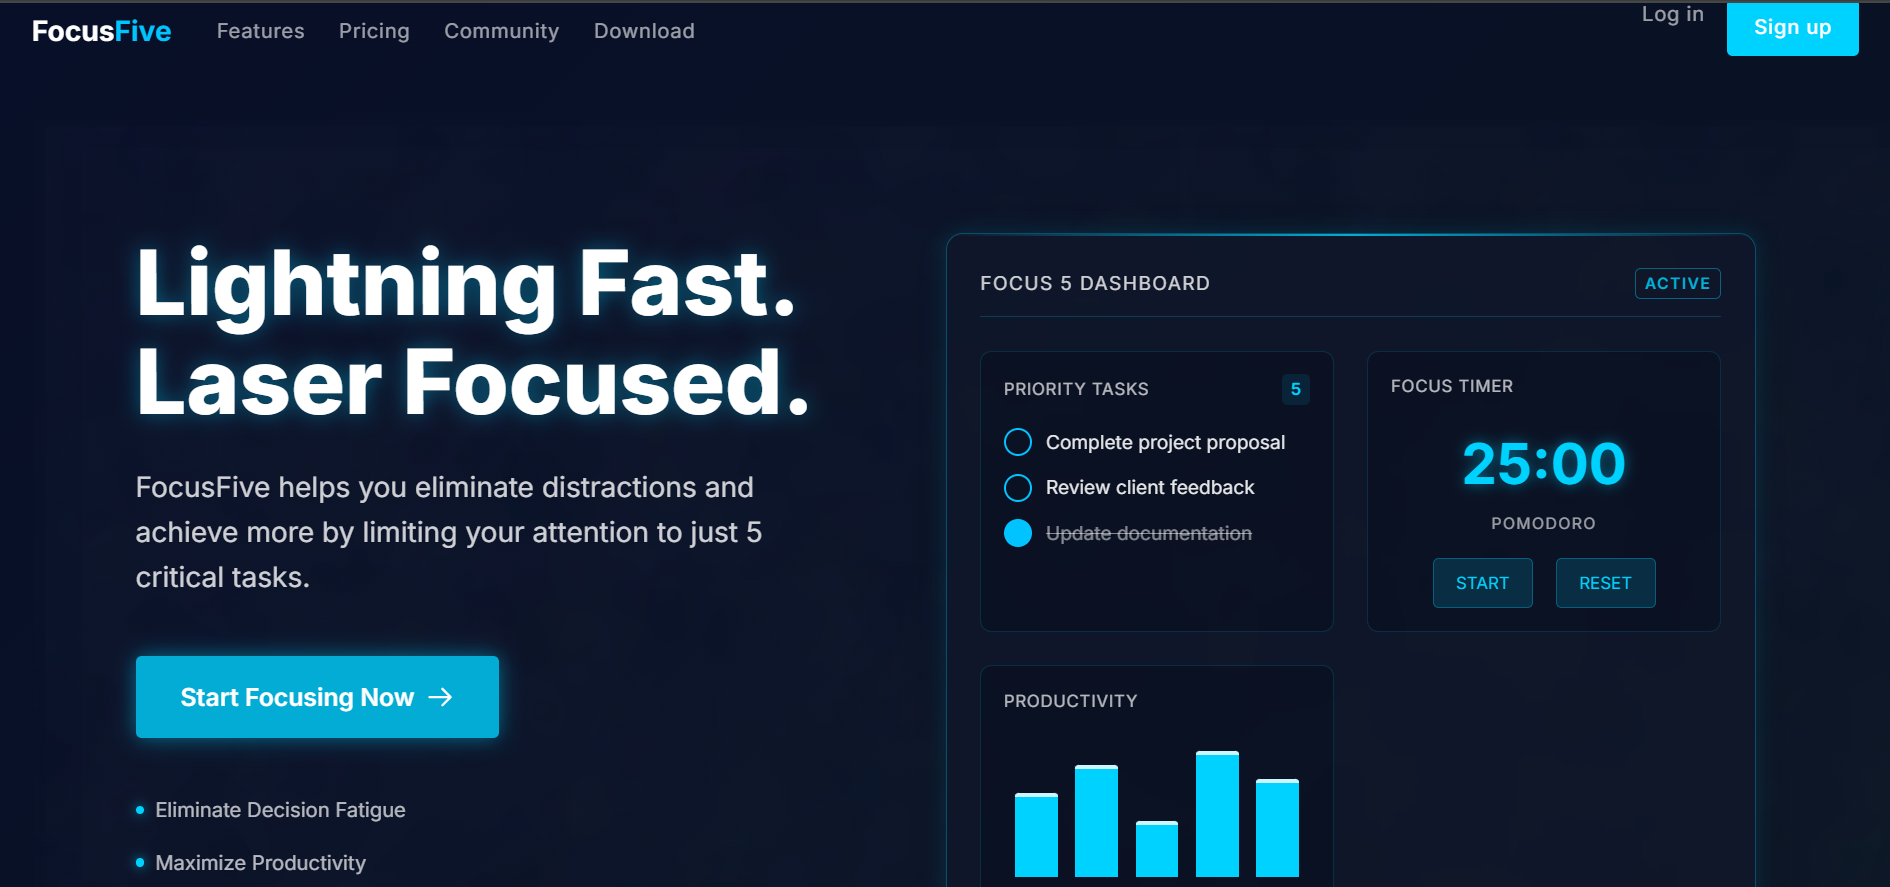 FocusFive
Features
Pricing
Community
Download
Log in
Sign up
Lightning Fast.
Laser Focused.
FocusFive helps you eliminate distractions and
achieve more by limiting your attention to just 5
critical tasks.
Start Focusing Now →
Eliminate Decision Fatigue
Maximize Productivity
FOCUS 5 DASHBOARD
ACTIVE
PRIORITY TASKS
5
Complete project proposal
Review client feedback
Update documentation
FOCUS TIMER
25:00
POMODORO
START
RESET
PRODUCTIVITY